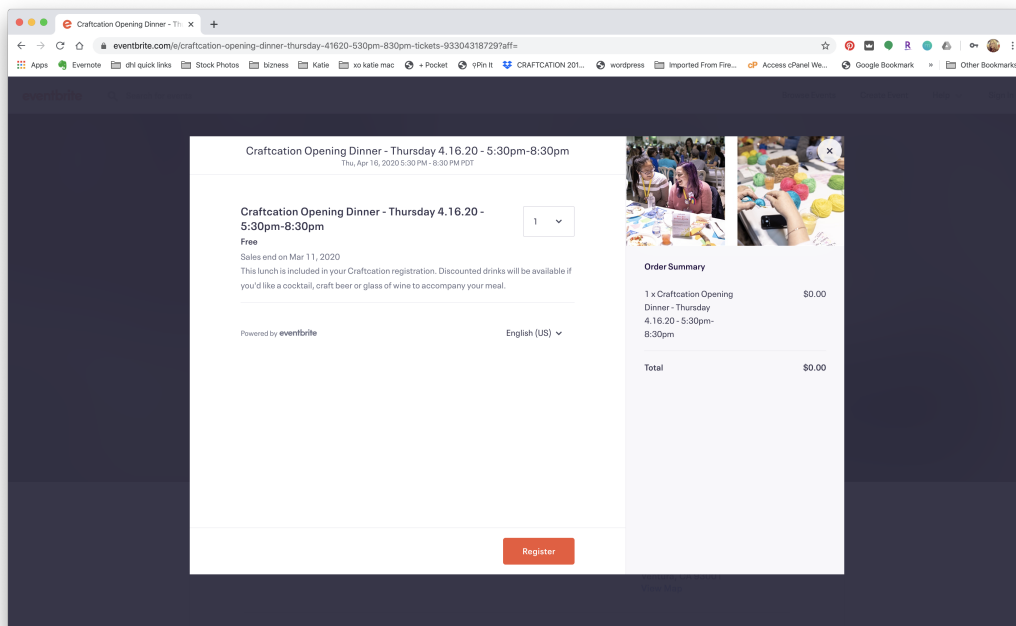 Craftcation Opening Dinner - Th
eventbrite.com/e/craftcation-opening-dinner-thursday-41620-530pm-830pm-tickets-93304318729?aff=
Apps Evernote dhl quick links Stock Photos bizness Katie xo katie mac + Pocket 9Pin It CRAFTCATION 201... wordpress Imported From Fire... cP Access cPanel We... Google Bookmark » Other Bookmarks
eventbrite
Craftcation Opening Dinner - Thursday 4.16.20 - 5:30pm-8:30pm
Thu, Apr 16, 2020 5:30 PM - 8:30 PM PDT
Craftcation Opening Dinner - Thursday 4.16.20 -
5:30pm-8:30pm
1
Free
Sales end on Mar 11, 2020
This lunch is included in your Craftcation registration. Discounted drinks will be available if
you'd like a cocktail, craft beer or glass of wine to accompany your meal.
Powered by eventbrite
English (US)
Register
Order Summary
1 x Craftcation Opening $0.00
Dinner - Thursday
4.16.20 - 5:30pm-
8:30pm
Total $0.00